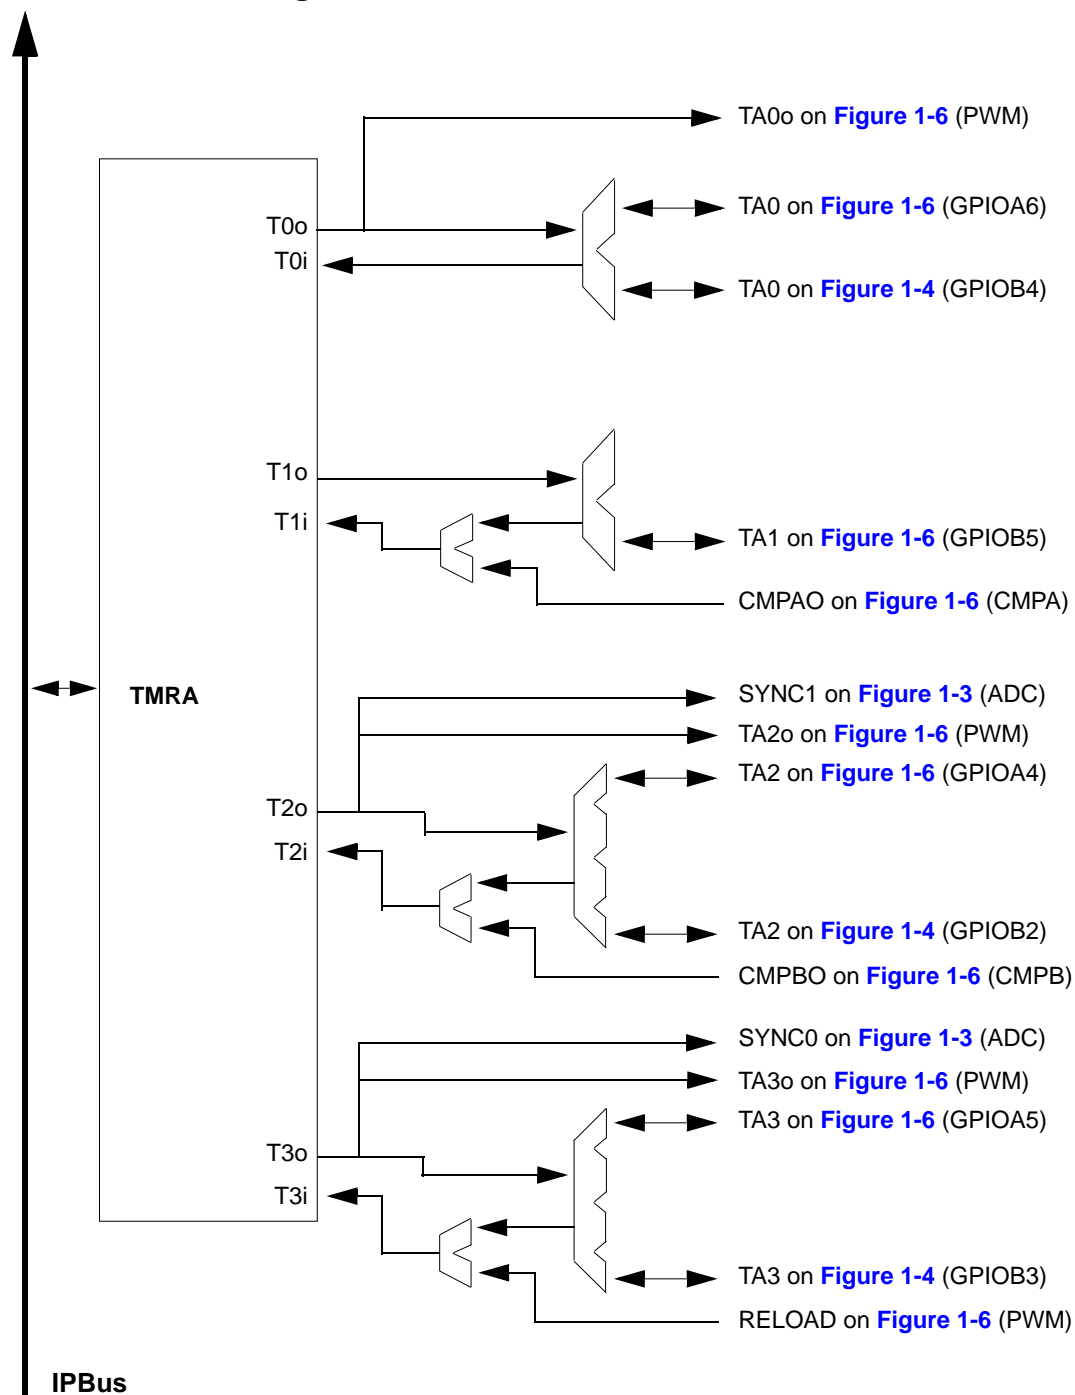 TA0o on Figure 1-6 (PWM)
T0o
TA0 on Figure 1-6 (GPIOA6)
T0i
TA0 on Figure 1-4 (GPIOB4)
T1o
T1i
TA1 on Figure 1-6 (GPIOB5)
CMPAO on Figure 1-6 (CMPA)
TMRA
SYNC1 on Figure 1-3 (ADC)
TA2o on Figure 1-6 (PWM)
TA2 on Figure 1-6 (GPIOA4)
T2o
T2i
TA2 on Figure 1-4 (GPIOB2)
CMPBO on Figure 1-6 (CMPB)
SYNC0 on Figure 1-3 (ADC)
TA3o on Figure 1-6 (PWM)
TA3 on Figure 1-6 (GPIOA5)
T3o
T3i
TA3 on Figure 1-4 (GPIOB3)
RELOAD on Figure 1-6 (PWM)
IPBus